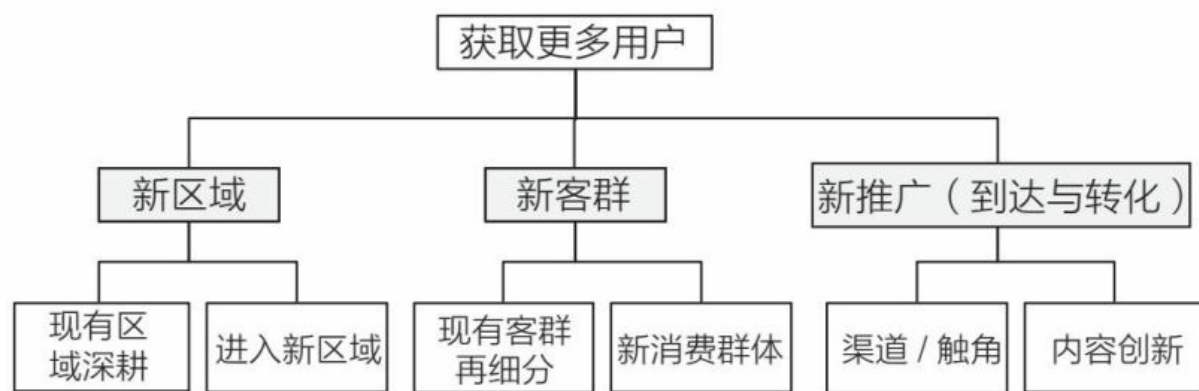 获取更多用户
新区域
新客群
新推广（到达与转化）
现有区
域深耕
进入新区域
现有客群
再细分
新消费群体
渠道 / 触角
内容创新